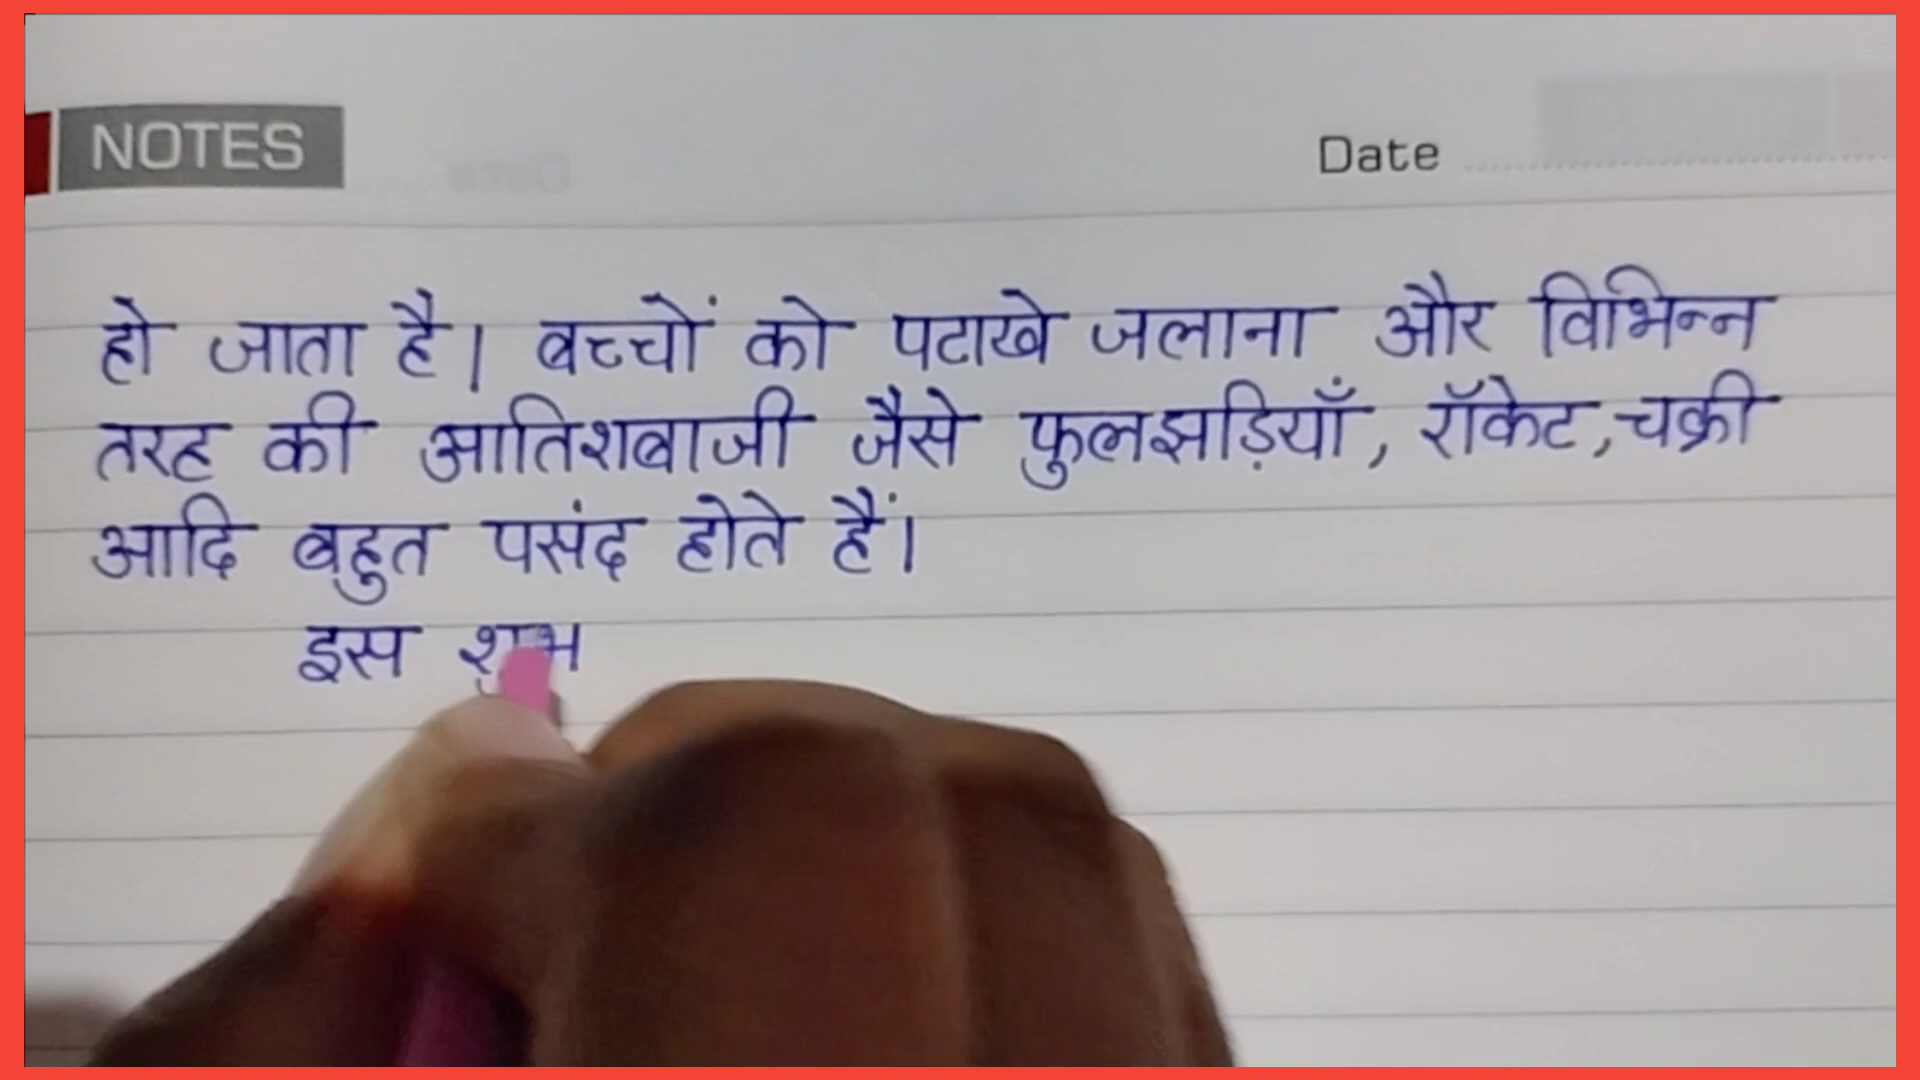 NOTES
Date
हो जाता है। बच्चों को पटाखे जलाना और विभिन्न
तरह की आतिशबाजी जैसे फुलझड़ियाँ, रॉकेट, चक्री
आदि बहुत पसंद होते हैं।
इस शुभ